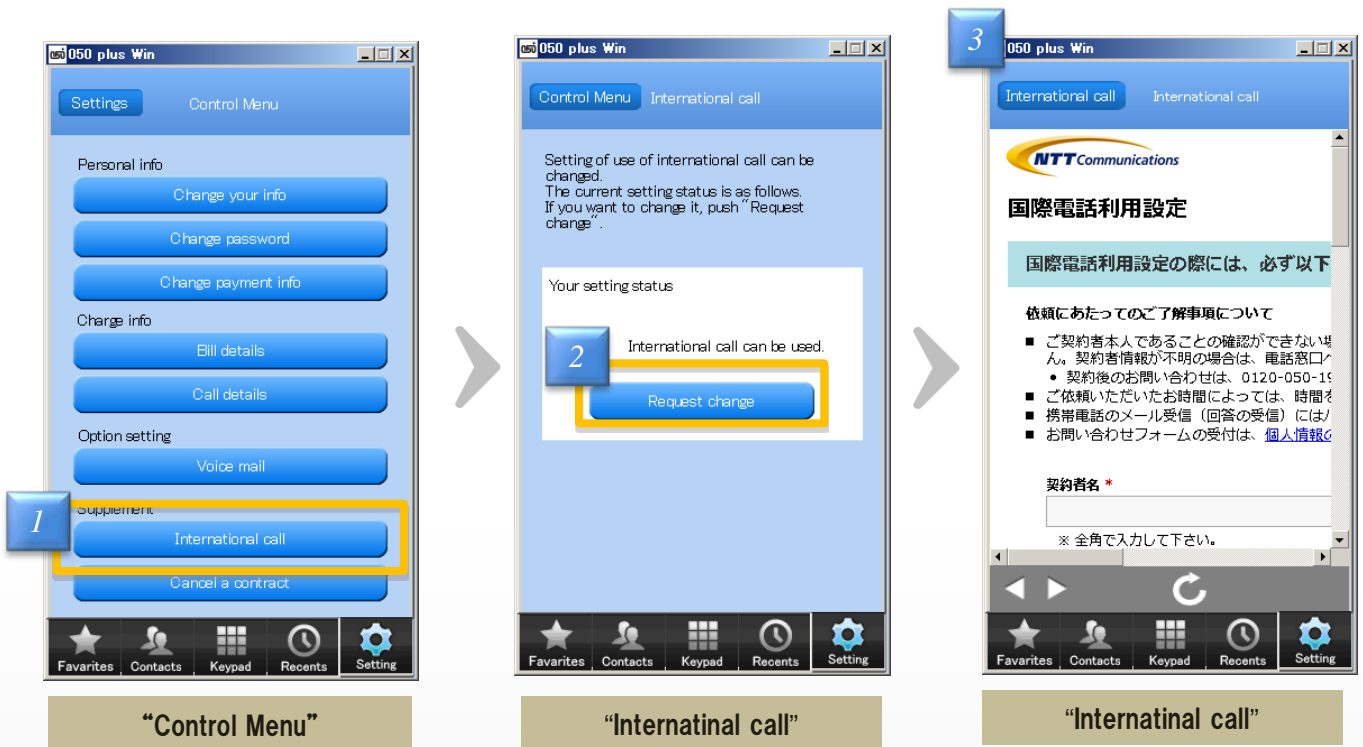 050 plus Win
Settings
Control Menu
Personal info
Change your info
Change password
Change payment info
Charge info
Bill details
Call details
Option setting
Voice mail
1
Supplement
International call
Cancel a contract
Favarites
Contacts
Keypad
Recents
Setting
“Control Menu”
050 plus Win
Control Menu
International call
Setting of use of international call can be
changed.
The current setting status is as follows.
If you want to change it, push “Request
change”.
Your setting status
2
International call can be used.
Request change
Favarites
Contacts
Keypad
Recents
Setting
“Internatinal call”
3
050 plus Win
International call
International call
NTT Communications
国際電話利用設定
国際電話利用設定の際には、必ず以下
依頼にあたってのご了解事項について
■ ご契約者本人であることの確認ができない場
ん。契約者情報が不明の場合は、電話窓口へ
• 契約後のお問い合わせは、0120-050-19
■ ご依頼いただいたお時間によっては、時間を
■ 携帯電話のメール受信（回答の受信）には
■ お問い合わせフォームの受付は、個人情報の
契約者名 *
※ 全角で入力して下さい。
Favarites
Contacts
Keypad
Recents
Setting
“Internatinal call”